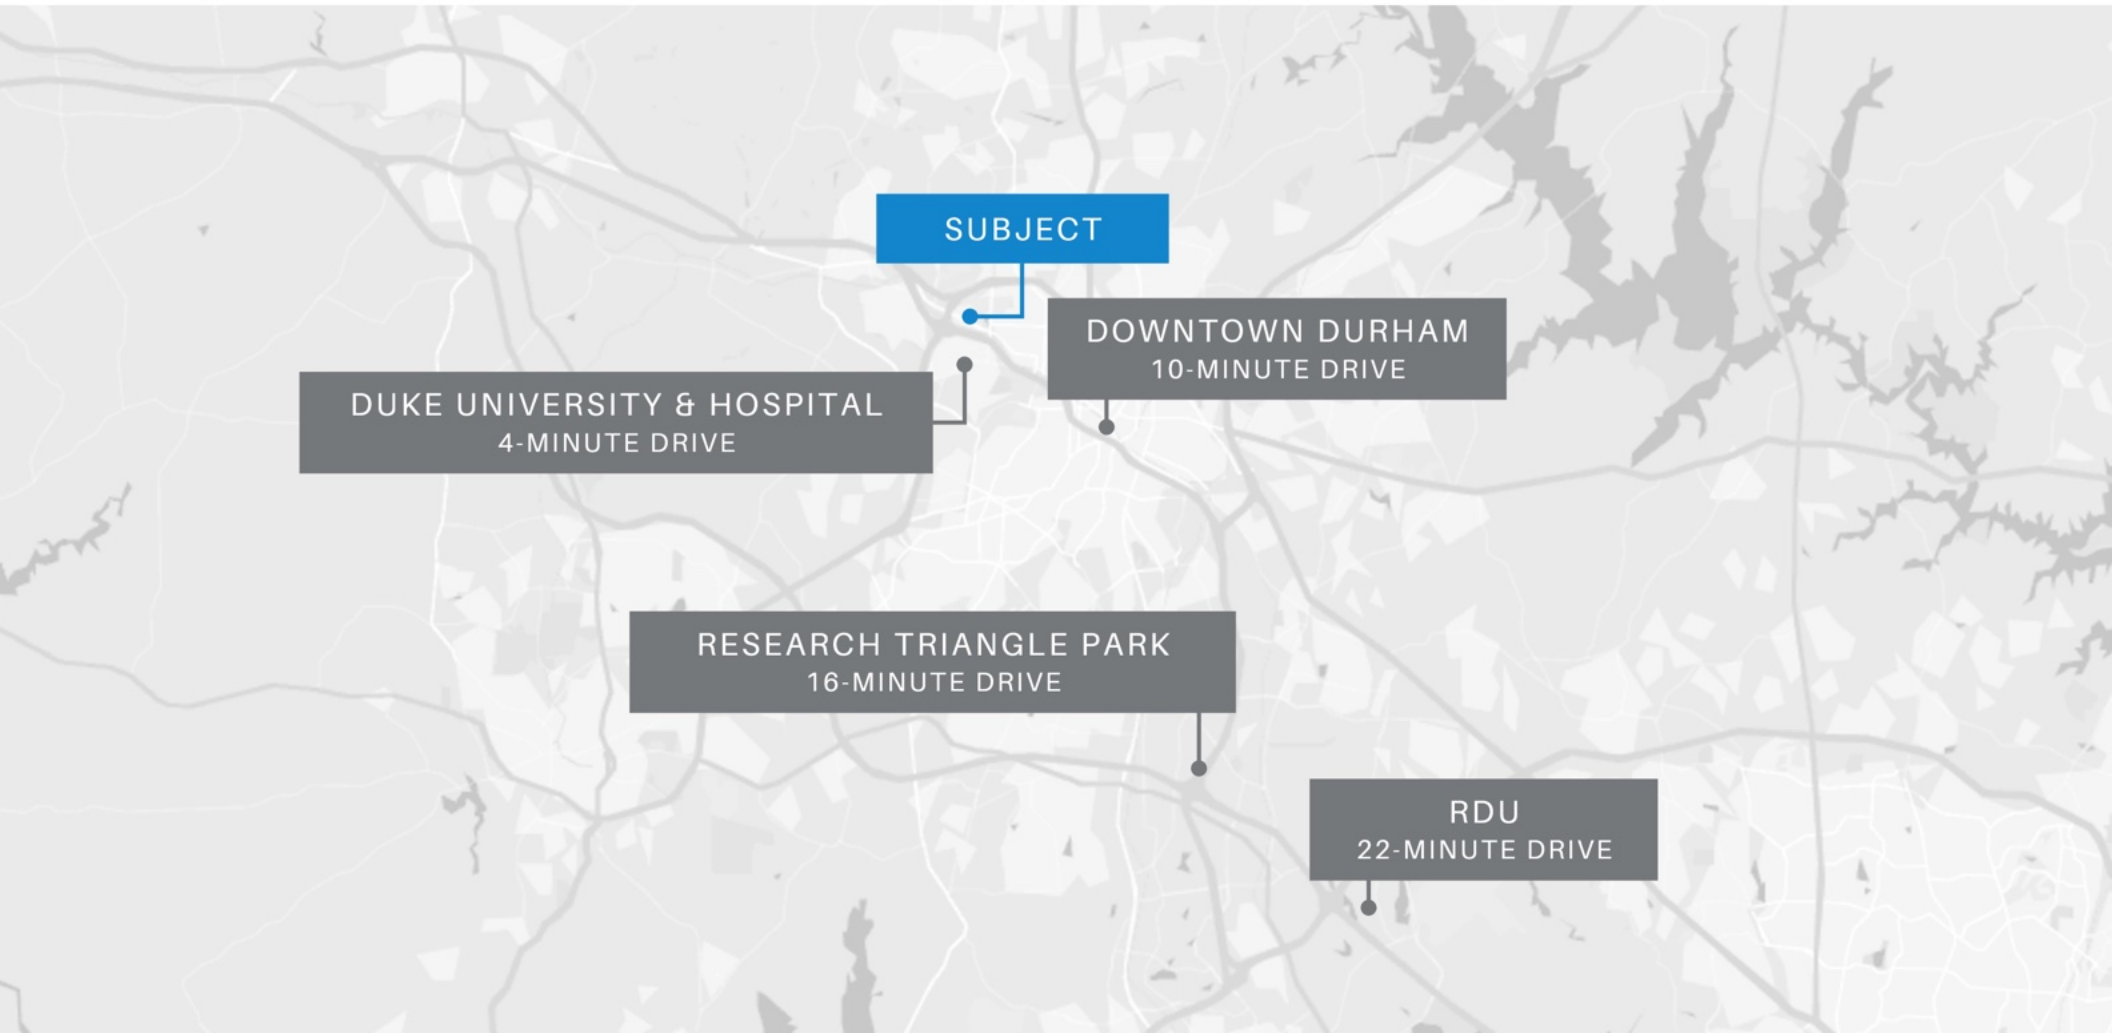 SUBJECT
DOWNTOWN DURHAM
10-MINUTE DRIVE
DUKE UNIVERSITY & HOSPITAL
4-MINUTE DRIVE
RESEARCH TRIANGLE PARK
16-MINUTE DRIVE
RDU
22-MINUTE DRIVE